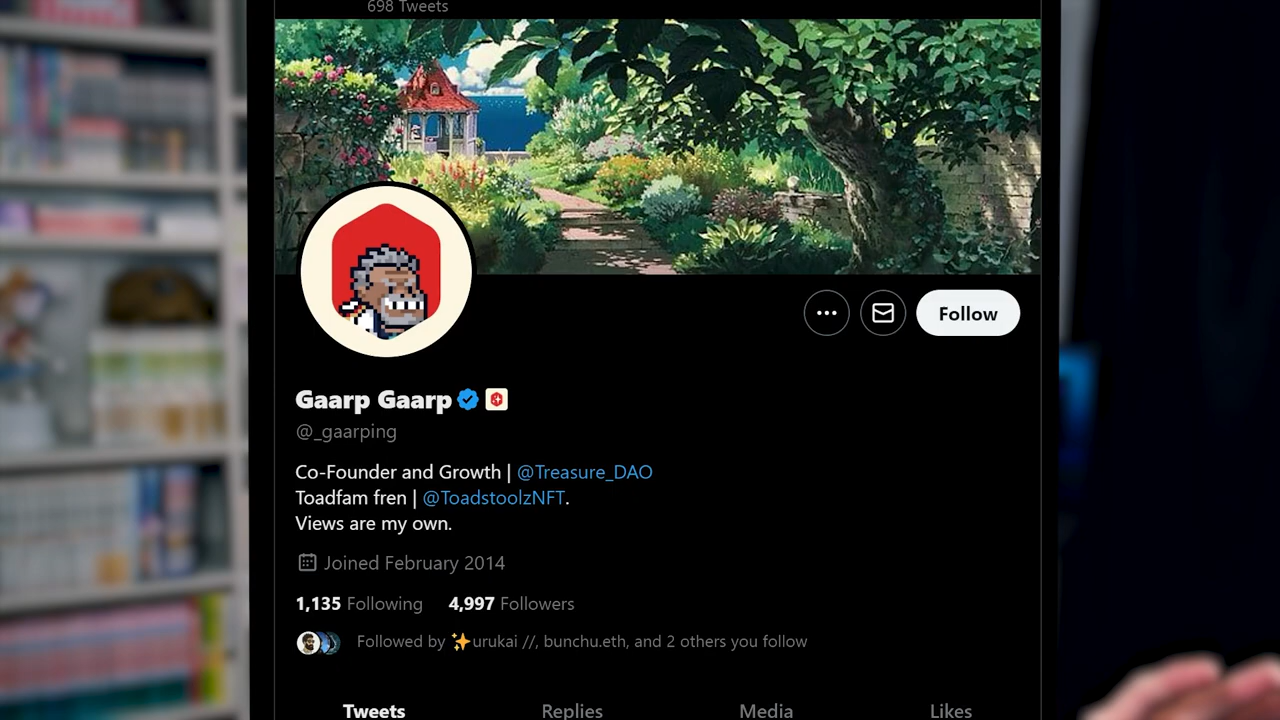 698 Tweets
Follow
Gaarp Gaarp
@_gaarping
Co-Founder and Growth | @Treasure_DAO
Toadfam fren | @ToadstoolzNFT.
Views are my own.
Joined February 2014
1,135 Following 4,997 Followers
Followed by ✨urukai //, bunchu.eth, and 2 others you follow
Tweets Replies Media Likes